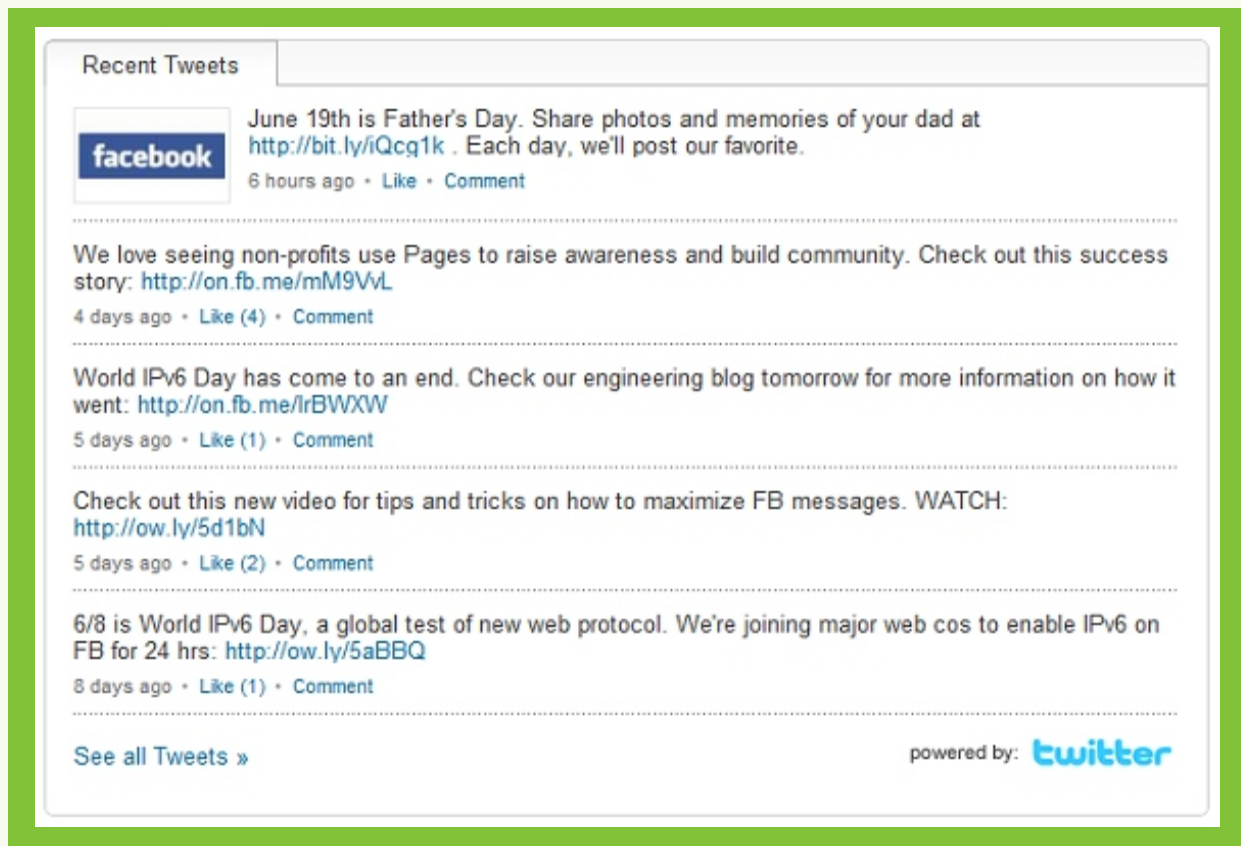 Recent Tweets
facebook
June 19th is Father's Day. Share photos and memories of your dad at
http://bit.ly/iQcg1k . Each day, we'll post our favorite.
6 hours ago • Like • Comment
We love seeing non-profits use Pages to raise awareness and build community. Check out this success
story: http://on.fb.me/mM9VvL
4 days ago • Like (4) • Comment
World IPv6 Day has come to an end. Check our engineering blog tomorrow for more information on how it
went: http://on.fb.me/lrBWXW
5 days ago • Like (1) • Comment
Check out this new video for tips and tricks on how to maximize FB messages. WATCH:
http://ow.ly/5d1bN
5 days ago • Like (2) • Comment
6/8 is World IPv6 Day, a global test of new web protocol. We're joining major web cos to enable IPv6 on
FB for 24 hrs: http://ow.ly/5aBBQ
8 days ago • Like (1) • Comment
See all Tweets »
powered by: twitter